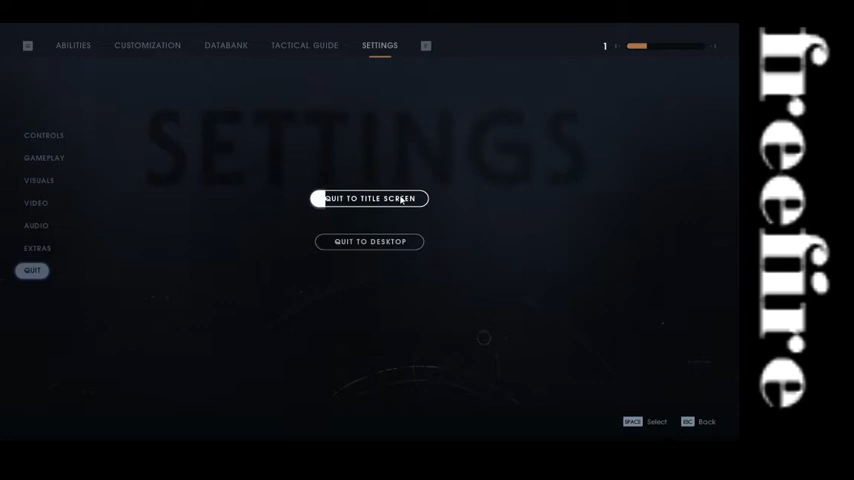 ABILITIES CUSTOMIZATION DATABANK TACTICAL GUIDE SETTINGS 1
SETTINGS
CONTROLS
GAMEPLAY
VISUALS
VIDEO
AUDIO
EXTRAS
QUIT
QUIT TO TITLE SCREEN
QUIT TO DESKTOP
SPACE Select ESC Back
freefire